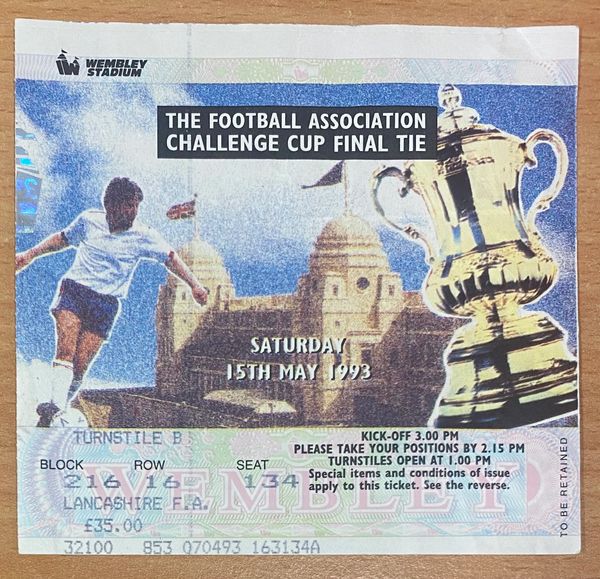 WEMBLEY
STADIUM
THE FOOTBALL ASSOCIATION
CHALLENGE CUP FINAL TIE
SATURDAY
15TH MAY 1993
TURNSTILE B
KICK-OFF 3.00 PM
PLEASE TAKE YOUR POSITIONS BY 2.15 PM
TURNSTILES OPEN AT 1.00 PM
Special items and conditions of issue
apply to this ticket. See the reverse.
BLOCK ROW SEAT
216 16 134
WEMBLEY
LANCASHIRE F.A.
£35.00
32100 853 070493 163134A
TO BE RETAINED